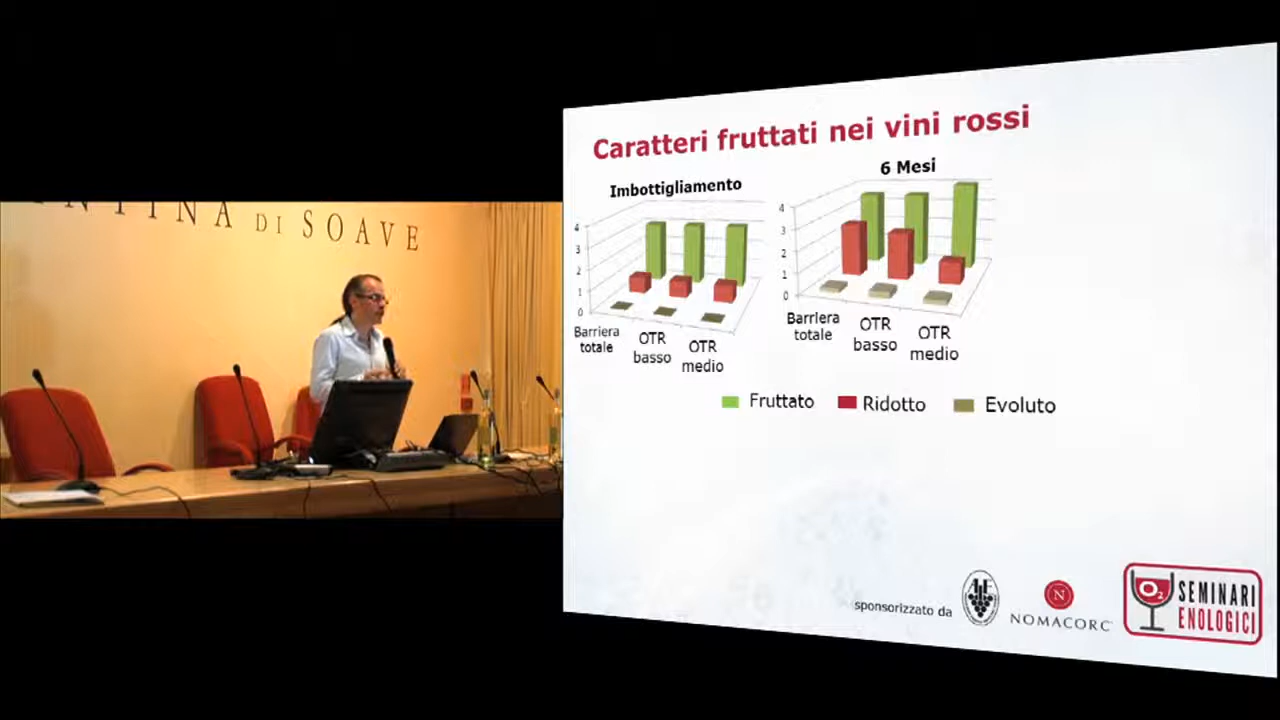 NTINA DI SOAVE
Caratteri fruttati nei vini rossi
Imbottigliamento
4
3
2
1
0
Barriera
totale
OTR
basso
OTR
medio
6 Mesi
4
3
2
1
0
Barriera
totale
OTR
basso
OTR
medio
Fruttato Ridotto Evoluto
sponsorizzato da
N
NOMACORC
O2
SEMINARI
ENOLOGICI